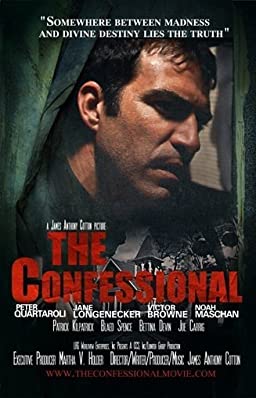 "SOMEWHERE BETWEEN MADNESS
AND DIVINE DESTINY LIES THE TRUTH"
A JAMES ANTHONY COTTON PICTURE
THE
CONFESSIONAL
PETER QUARTAROLI JANE LONGENECKER VICTOR BROWNE NOAH MASCHAN
PATRICK KILPATRICK BLAKO SPENCE BETTINA DEVIN JOE CARRIG
EXECUTIVE PRODUCER MARTHA V. HOLDER DIRECTOR/WRITER/PRODUCER/MUSIC JAMES ANTHONY COTTON
WWW.THECONFESSIONALMOVIE.COM